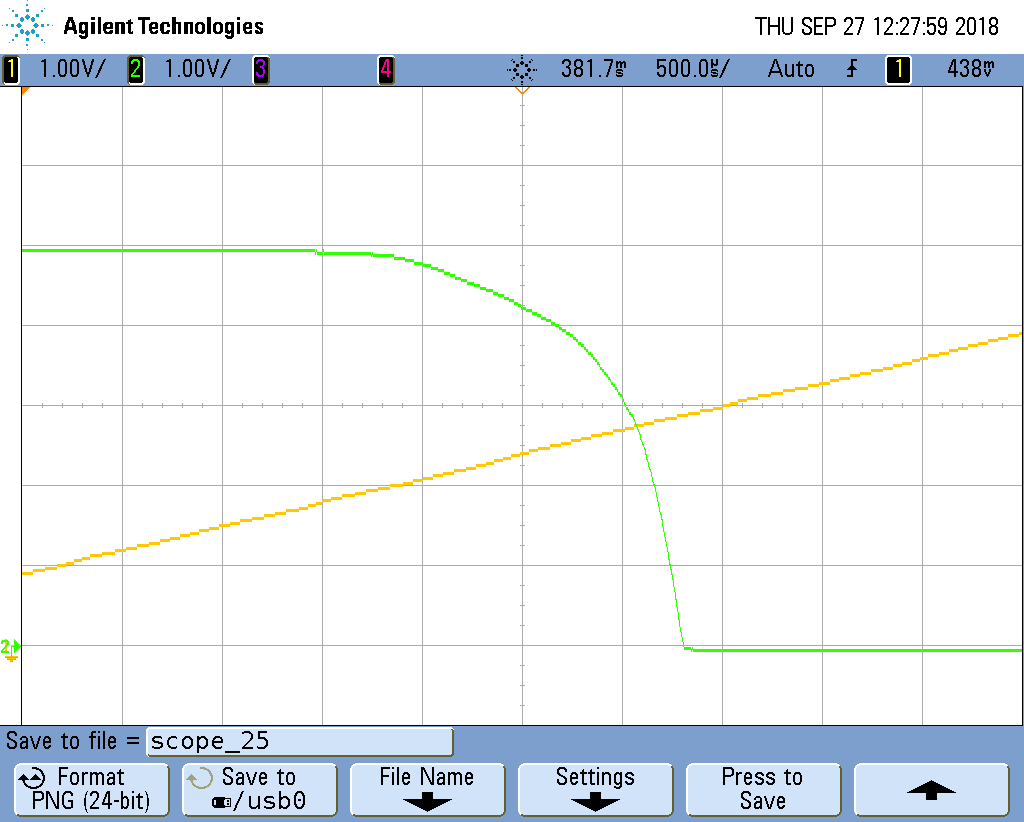 Agilent Technologies
THU SEP 27 12:27:59 2018
1 1.00V/ 2 1.00V/ 3 4 381.7ms 500.0µs/ Auto 1 438mV
2
Save to file = scope_25
Format
PNG (24-bit)
Save to
/usb0
File Name
Settings
Press to
Save